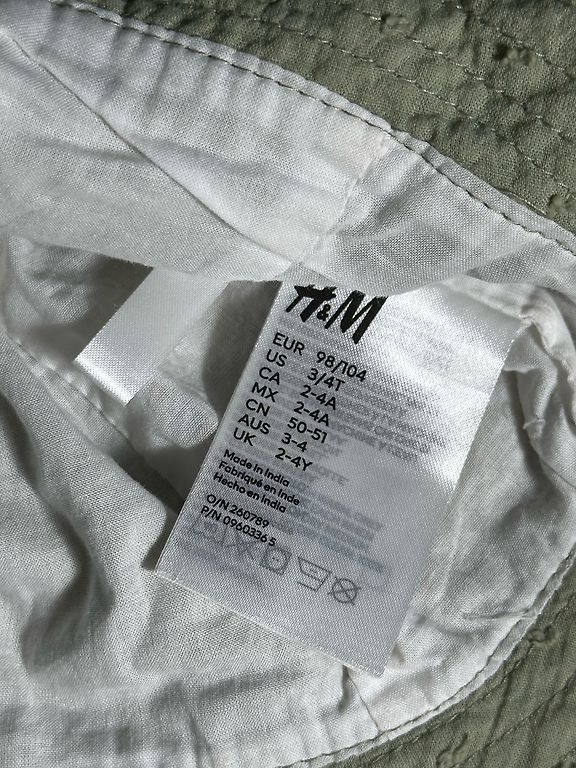 H&M
EUR 98/104
US 3/4T
CA 2-4A
MX 2-4A
CN 50-51
AUS 3-4
UK 2-4Y
Made in India
Fabriqué en Inde
Hecho en India
O/N 260789
P/N 0960336 5